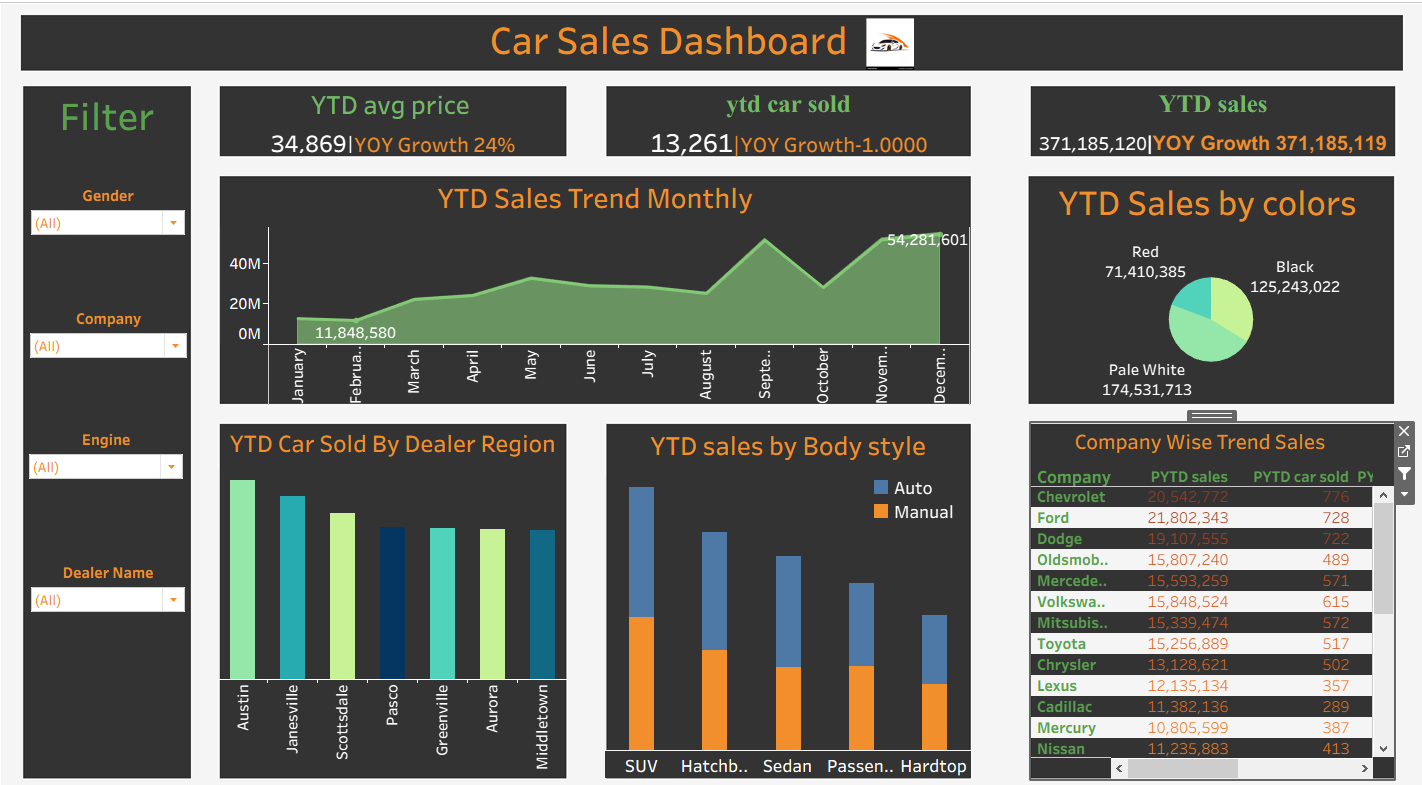 Car Sales Dashboard
Filter
Gender
(All)
Company
(All)
Engine
(All)
Dealer Name
(All)
YTD avg price
34,869|YOY Growth 24%
ytd car sold
13,261|YOY Growth-1.0000
YTD sales
371,185,120|YOY Growth 371,185,119
YTD Sales Trend Monthly
40M
20M
0M
54,281,601
11,848,580
January
Februa..
March
April
May
June
July
August
Septe..
October
Novem..
Decem..
YTD Sales by colors
Red
71,410,385
Black
125,243,022
Pale White
174,531,713
YTD Car Sold By Dealer Region
Austin
Janesville
Scottsdale
Pasco
Greenville
Aurora
Middletown
YTD sales by Body style
Auto
Manual
SUV Hatchb.. Sedan Passen.. Hardtop
Company Wise Trend Sales
Company PYTD sales PYTD car sold PY
Chevrolet 20,542,772 776
Ford 21,802,343 728
Dodge 19,107,555 722
Oldsmob.. 15,807,240 489
Mercede.. 15,593,259 571
Volkswa.. 15,848,524 615
Mitsubis.. 15,339,474 572
Toyota 15,256,889 517
Chrysler 13,128,621 502
Lexus 12,135,134 357
Cadillac 11,382,136 289
Mercury 10,805,599 387
Nissan 11,235,883 413